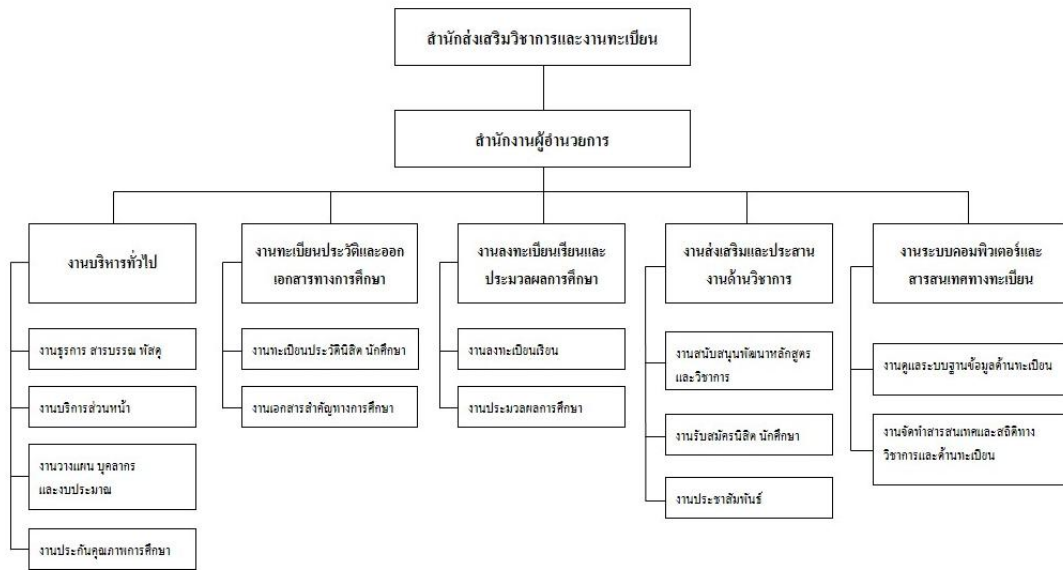 สำนักส่งเสริมวิชาการและงานทะเบียน
สำนักงานผู้อำนวยการ
งานบริหารทั่วไป
งานธุรการ สารบรรณ พัสดุ
งานบริการส่วนหน้า
งานวางแผน บุคลากร
และงบประมาณ
งานประกันคุณภาพการศึกษา
งานทะเบียนประวัติและออก
เอกสารทางการศึกษา
งานทะเบียนประวัตินิสิต นักศึกษา
งานเอกสารสำคัญทางการศึกษา
งานลงทะเบียนเรียนและ
ประมวลผลการศึกษา
งานลงทะเบียนเรียน
งานประมวลผลการศึกษา
งานส่งเสริมและประสาน
งานด้านวิชาการ
งานสนับสนุนพัฒนาหลักสูตร
และวิชาการ
งานรับสมัครนิสิต นักศึกษา
งานประชาสัมพันธ์
งานระบบคอมพิวเตอร์และ
สารสนเทศทางทะเบียน
งานดูแลระบบฐานข้อมูลด้านทะเบียน
งานจัดทำสารสนเทศและสถิติทาง
วิชาการและด้านทะเบียน